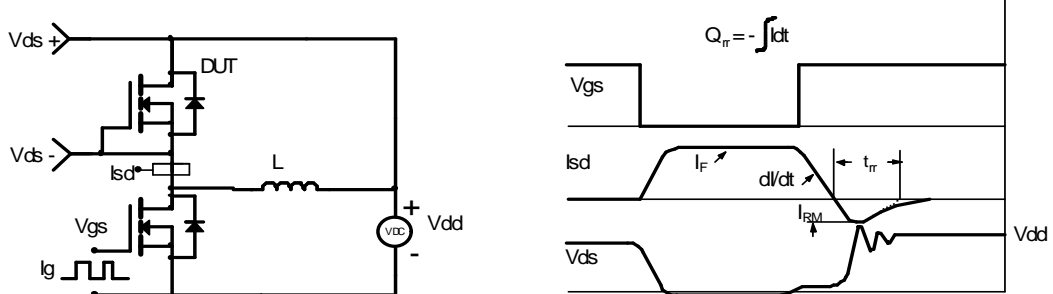 Vds +
DUT
Vds -
Isd
L
Vgs
Ig
VDC
+
-
Vdd
Qrr = - ∫ Idt
Vgs
Isd
IF
dI/dt
trr
IRM
Vds
Vdd